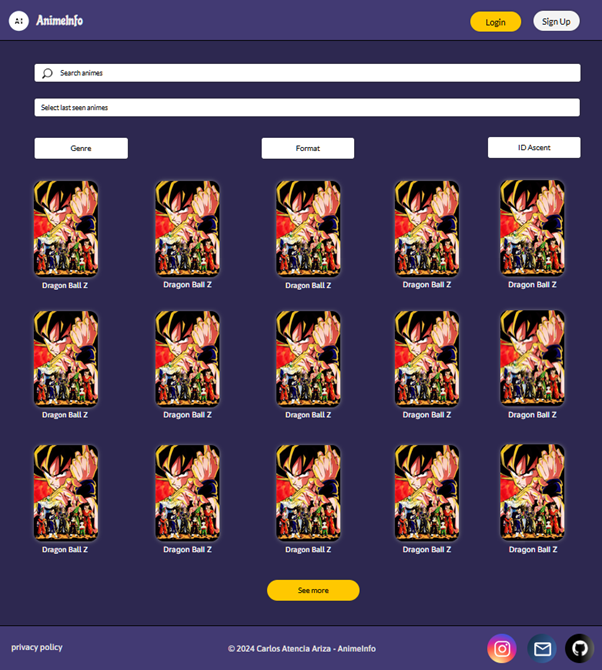 Ai AnimeInfo Login Sign Up
Search animes
Select last seen animes
Genre Format ID Ascent
Dragon Ball Z Dragon Ball Z Dragon Ball Z Dragon Ball Z Dragon Ball Z
Dragon Ball Z Dragon Ball Z Dragon Ball Z Dragon Ball Z Dragon Ball Z
Dragon Ball Z Dragon Ball Z Dragon Ball Z Dragon Ball Z Dragon Ball Z
See more
privacy policy © 2024 Carlos Atencia Ariza - AnimeInfo